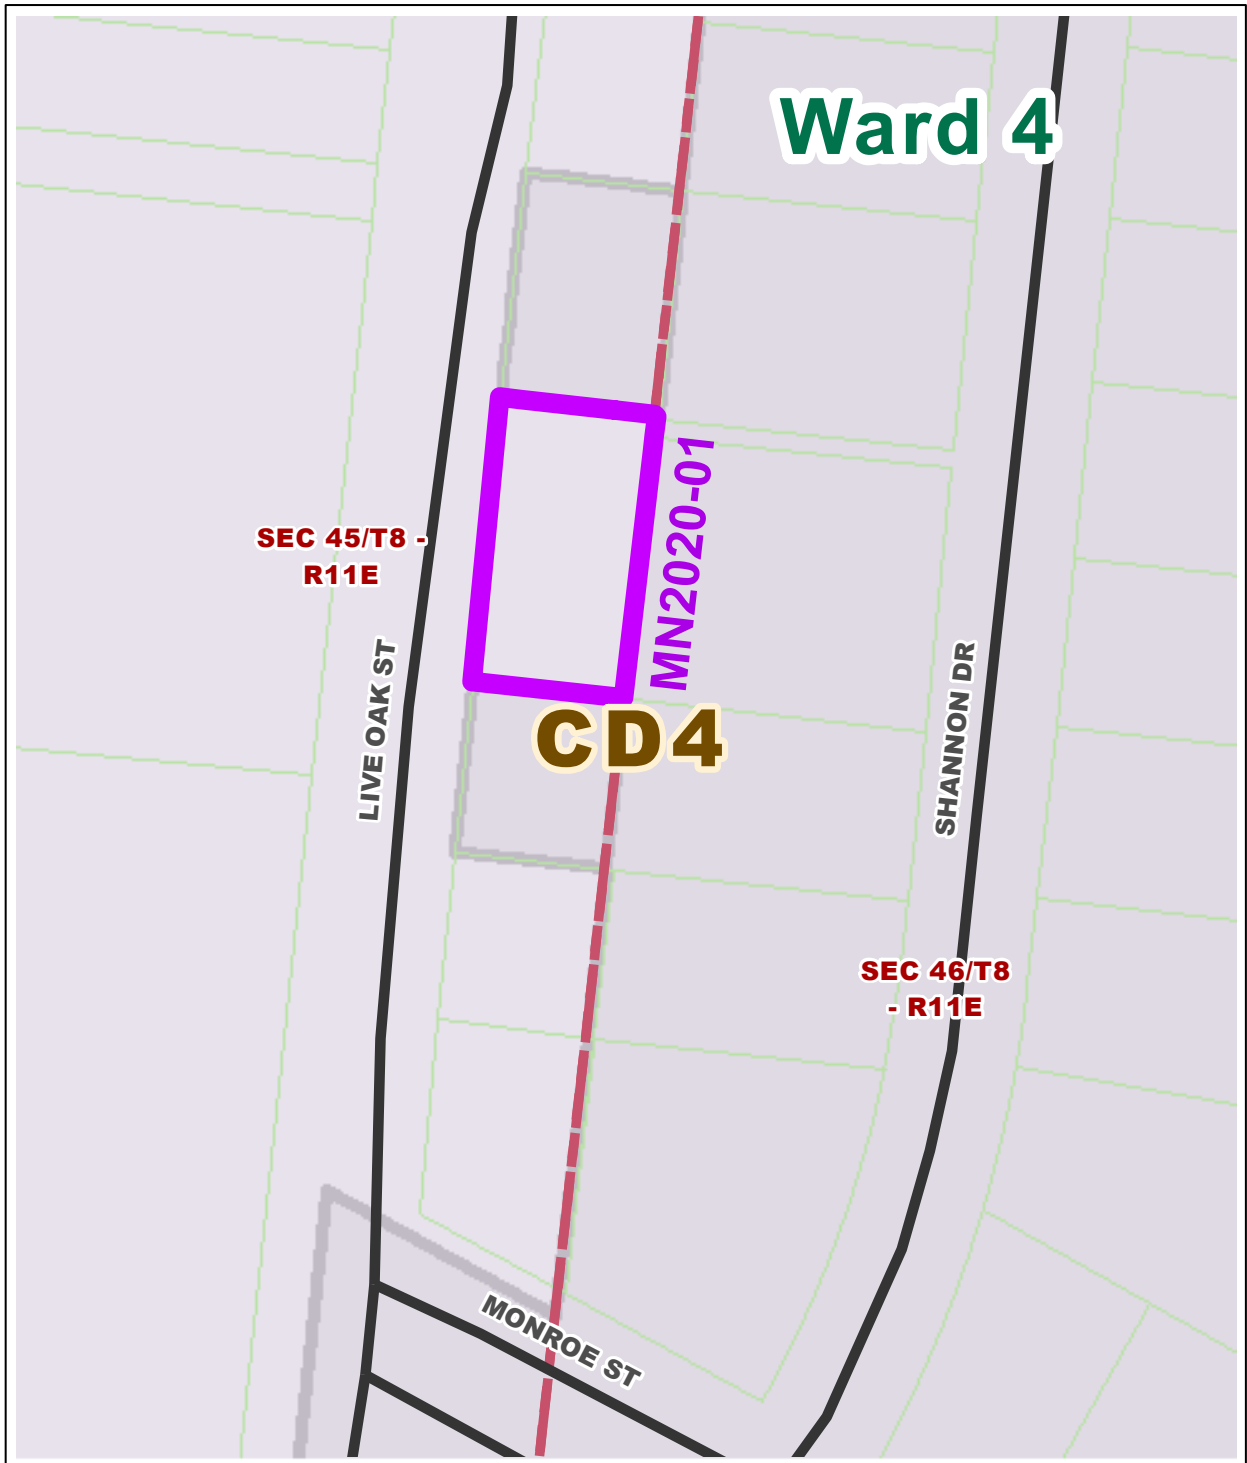 Ward 4
MN2020-01
SEC 45/T8 -
R11E
LIVE OAK ST
SHANNON DR
CD4
SEC 46/T8
- R11E
MONROE ST